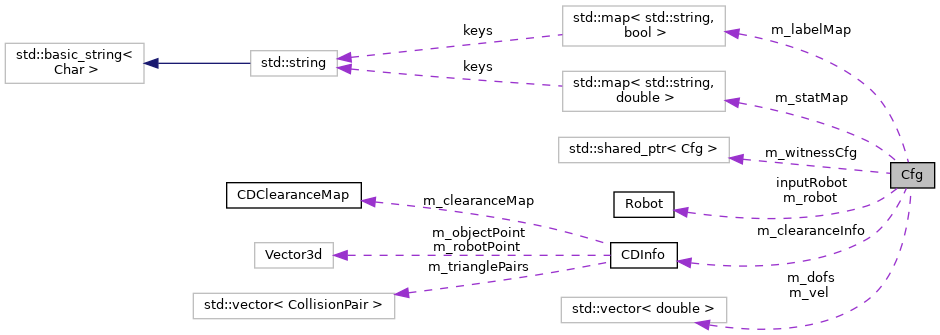 std::map< std::string,
bool >
m_labelMap
keys
std::basic_string<
Char >
std::string
keys
std::map< std::string,
double >
m_statMap
std::shared_ptr< Cfg >
m_witnessCfg
Cfg
CDClearanceMap
m_clearanceMap
Robot
inputRobot
m_robot
m_objectPoint
m_robotPoint
Vector3d
CDInfo
m_clearanceInfo
m_trianglePairs
std::vector< CollisionPair >
std::vector< double >
m_dofs
m_vel